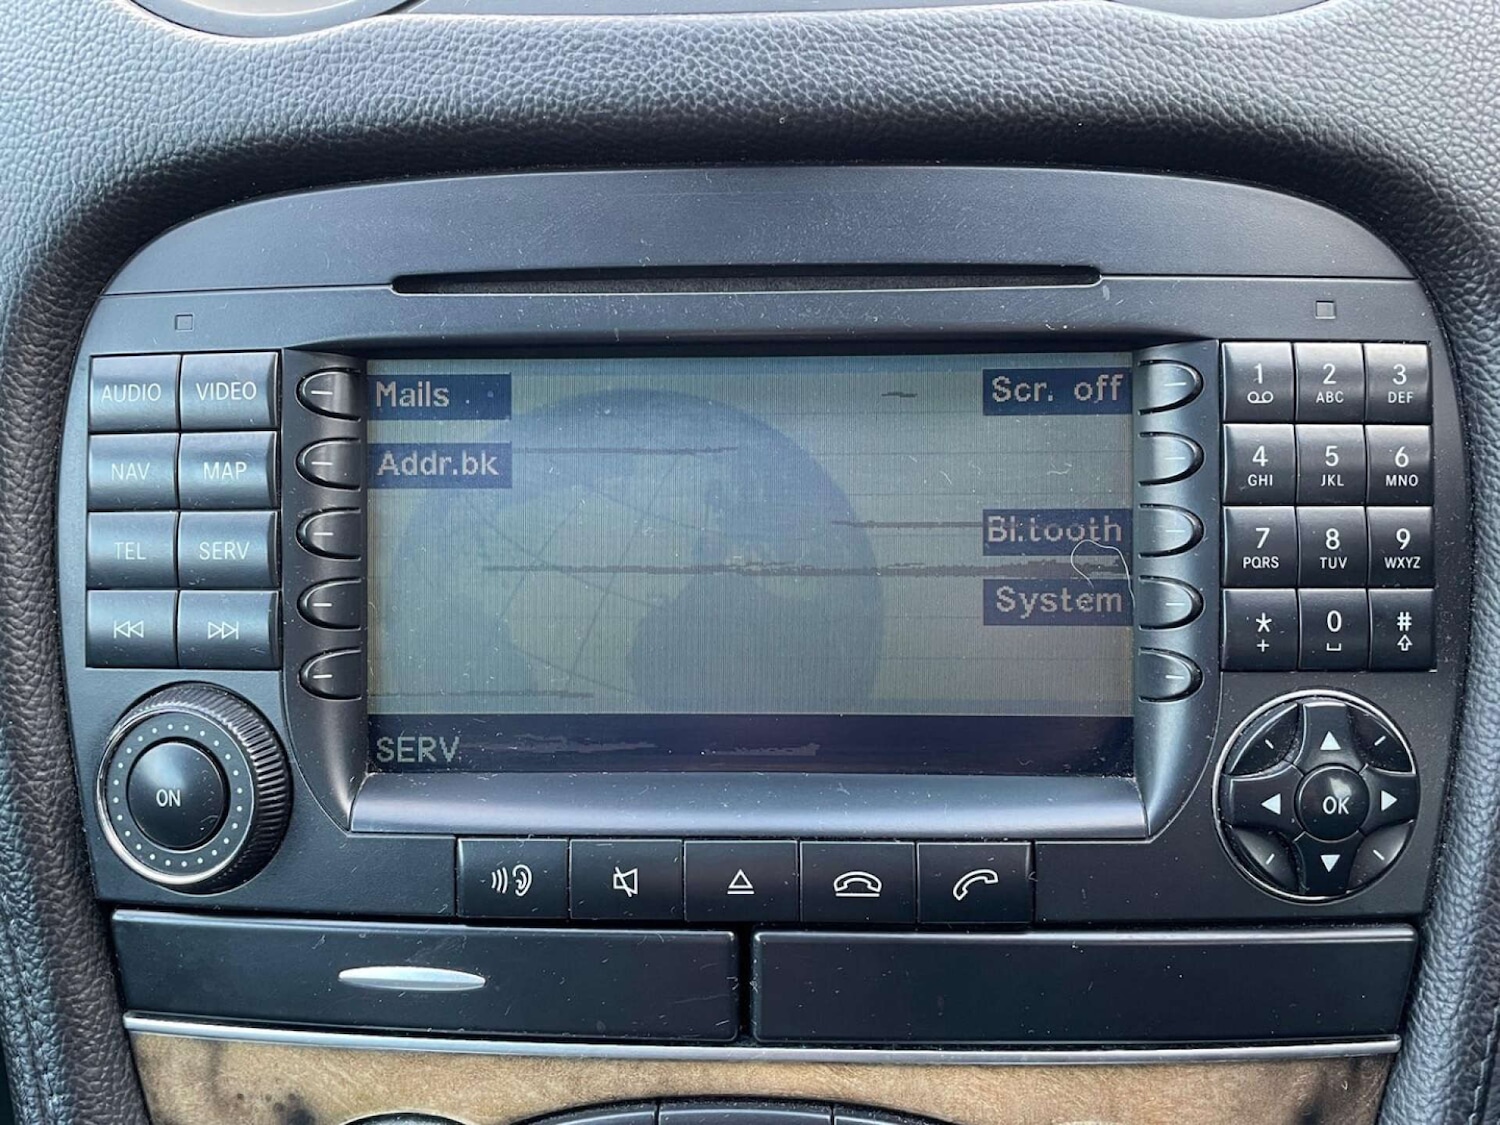 AUDIO VIDEO
NAV MAP
TEL SERV
Mails
Addr.bk
Scr. off
Bl.tooth
System
SERV
1 2 ABC 3 DEF
4 GHI 5 JKL 6 MNO
7 PQRS 8 TUV 9 WXYZ
* + 0 #
ON
OK